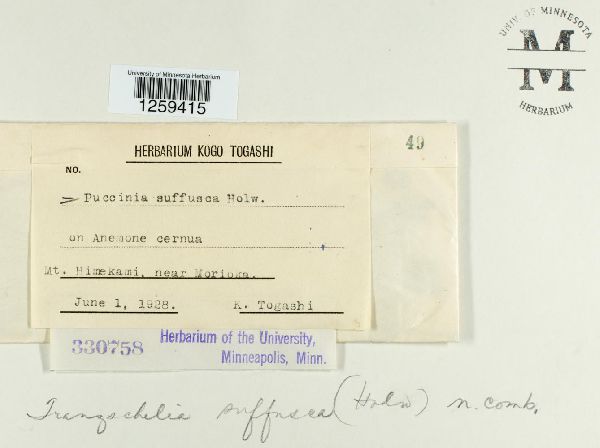 UNIV. OF MINNESOTA
M
HERBARIUM
University of Minnesota Herbarium
1259415
49
HERBARIUM KOGO TOGASHI
NO.
Puccinia suffusca Holw.
on Anemone cernua
Mt. Himekami, near Morioka.
June 1, 1928. K. Togashi
330758 Herbarium of the University,
Minneapolis, Minn.
Tranzschelia suffusca (Holw) n. comb.